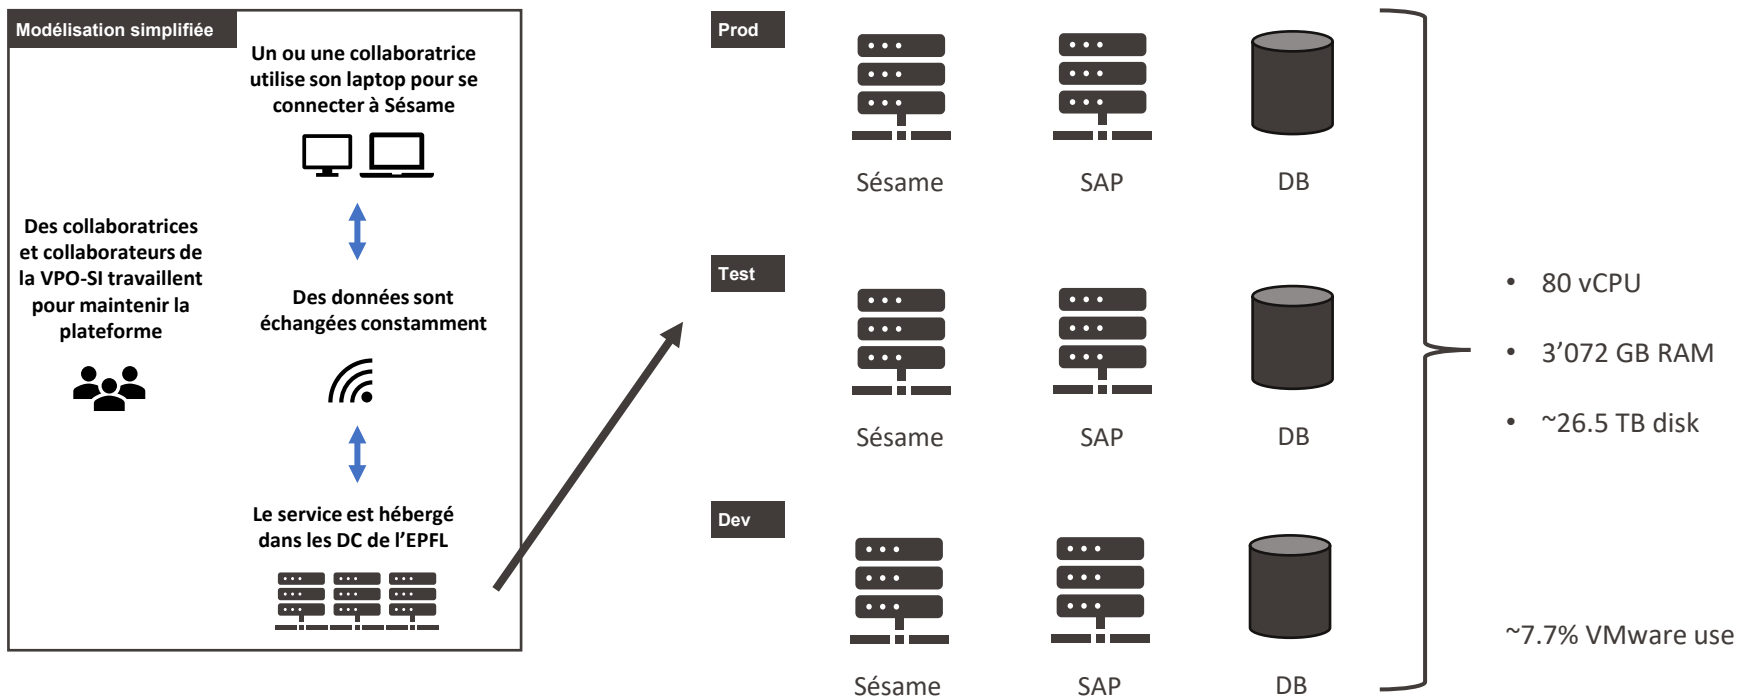 Modélisation simplifiée
Un ou une collaboratrice
utilise son laptop pour se
connecter à Sésame
Des collaboratrices
et collaborateurs de
la VPO-SI travaillent
pour maintenir la
plateforme
Des données sont
échangées constamment
Le service est hébergé
dans les DC de l’EPFL
Prod
Sésame
SAP
DB
Test
Sésame
SAP
DB
Dev
Sésame
SAP
DB
• 80 vCPU
• 3’072 GB RAM
• ~26.5 TB disk
~7.7% VMware use